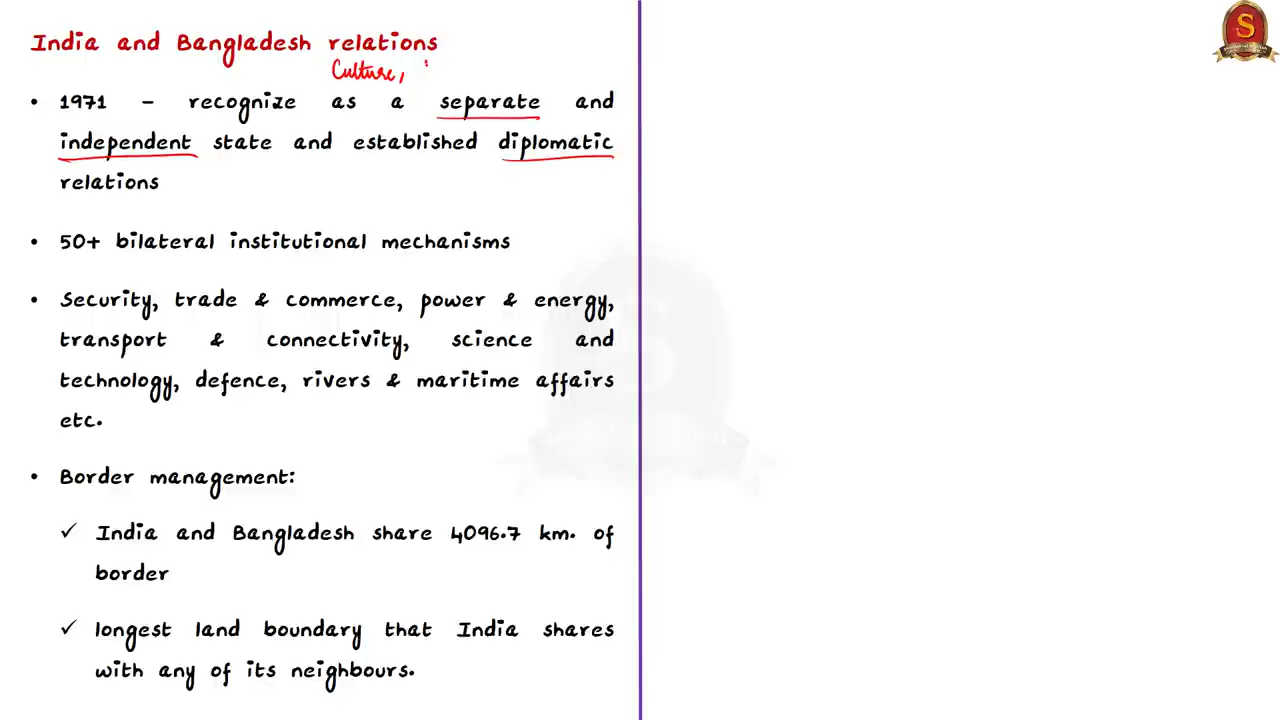 India and Bangladesh relations
Culture,
• 1971 – recognize as a separate and
independent state and established diplomatic
relations
• 50+ bilateral institutional mechanisms
• Security, trade & commerce, power & energy,
transport & connectivity, science and
technology, defence, rivers & maritime affairs
etc.
• Border management:
✓ India and Bangladesh share 4096.7 km. of
border
✓ longest land boundary that India shares
with any of its neighbours.
S